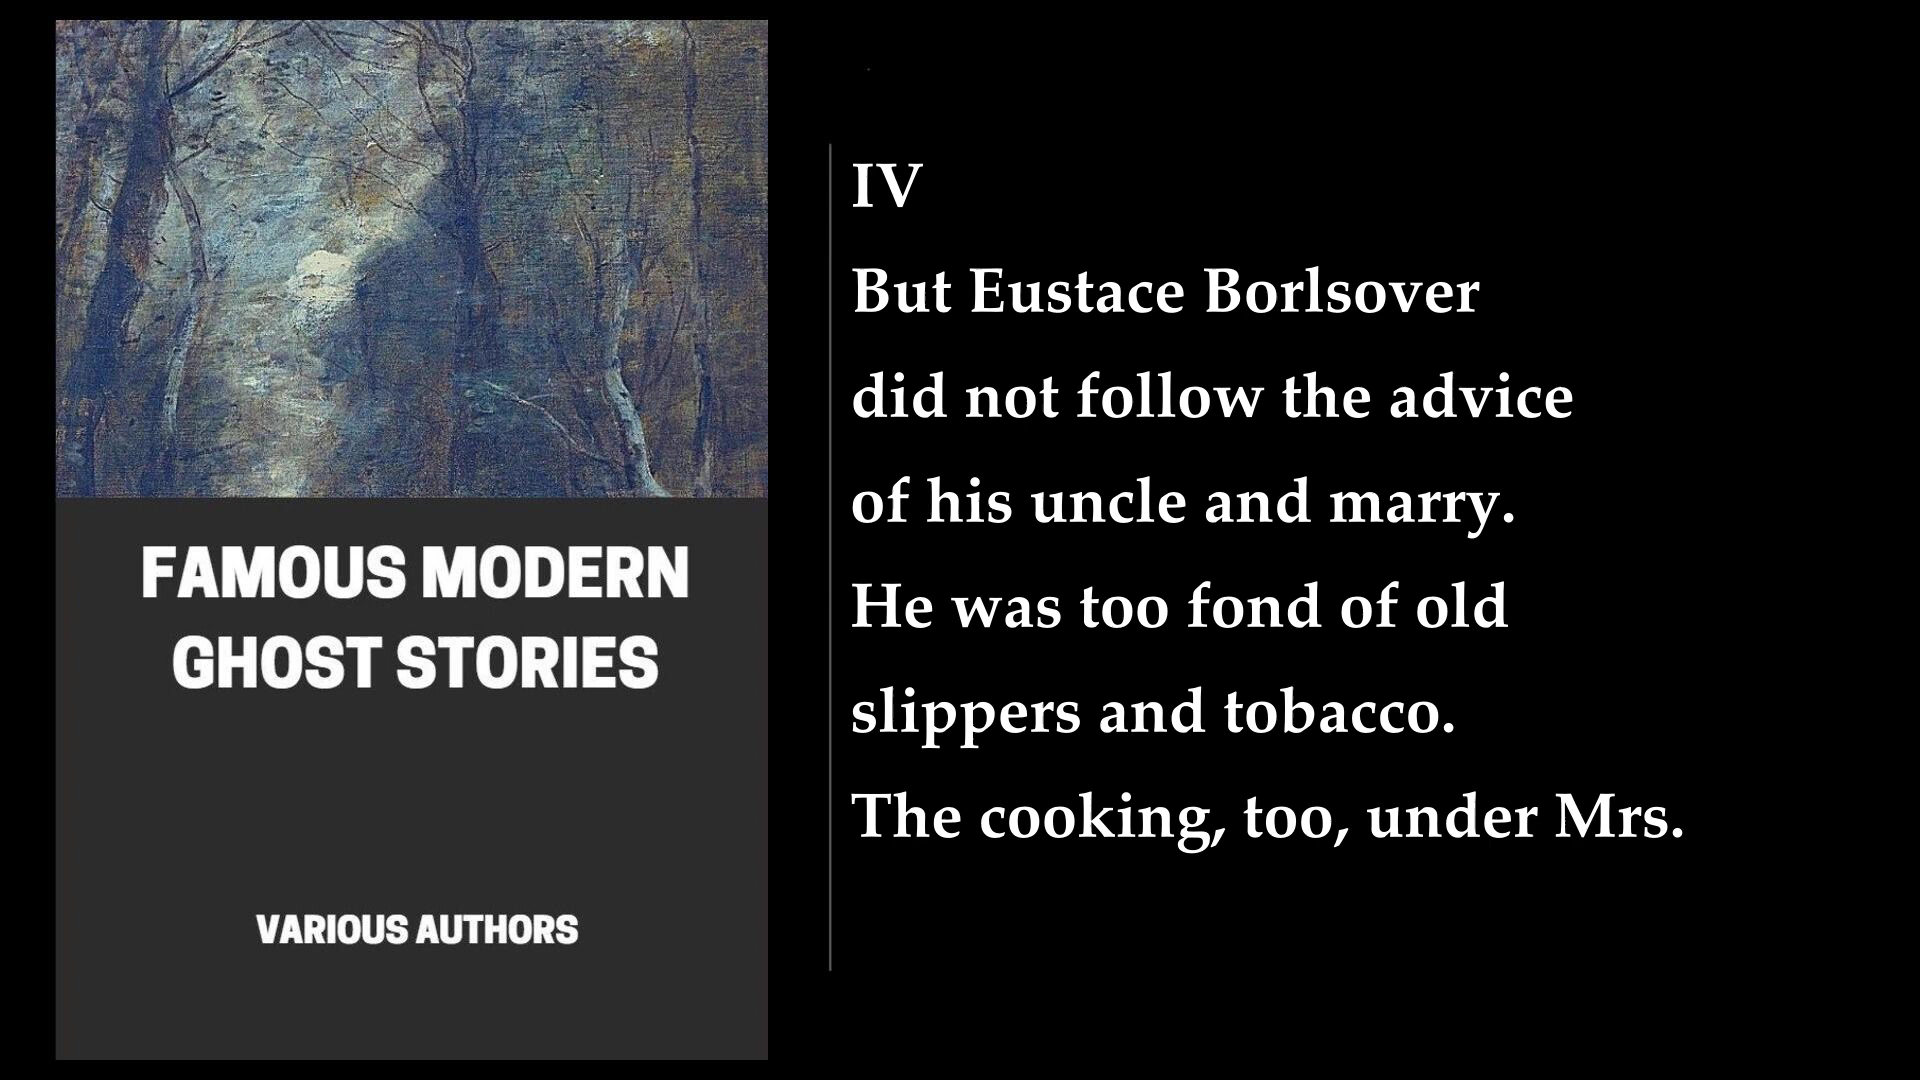 FAMOUS MODERN
GHOST STORIES
VARIOUS AUTHORS
IV
But Eustace Borlsover
did not follow the advice
of his uncle and marry.
He was too fond of old
slippers and tobacco.
The cooking, too, under Mrs.